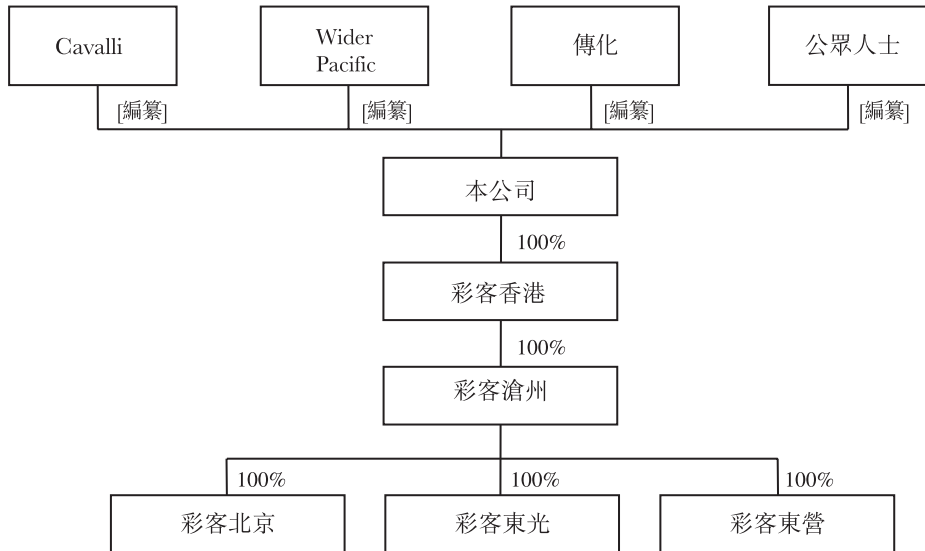 Cavalli
Wider
Pacific
傳化
公眾人士
[編纂]
[編纂]
[編纂]
[編纂]
本公司
100%
彩客香港
100%
彩客滄州
100%
100%
100%
彩客北京
彩客東光
彩客東營